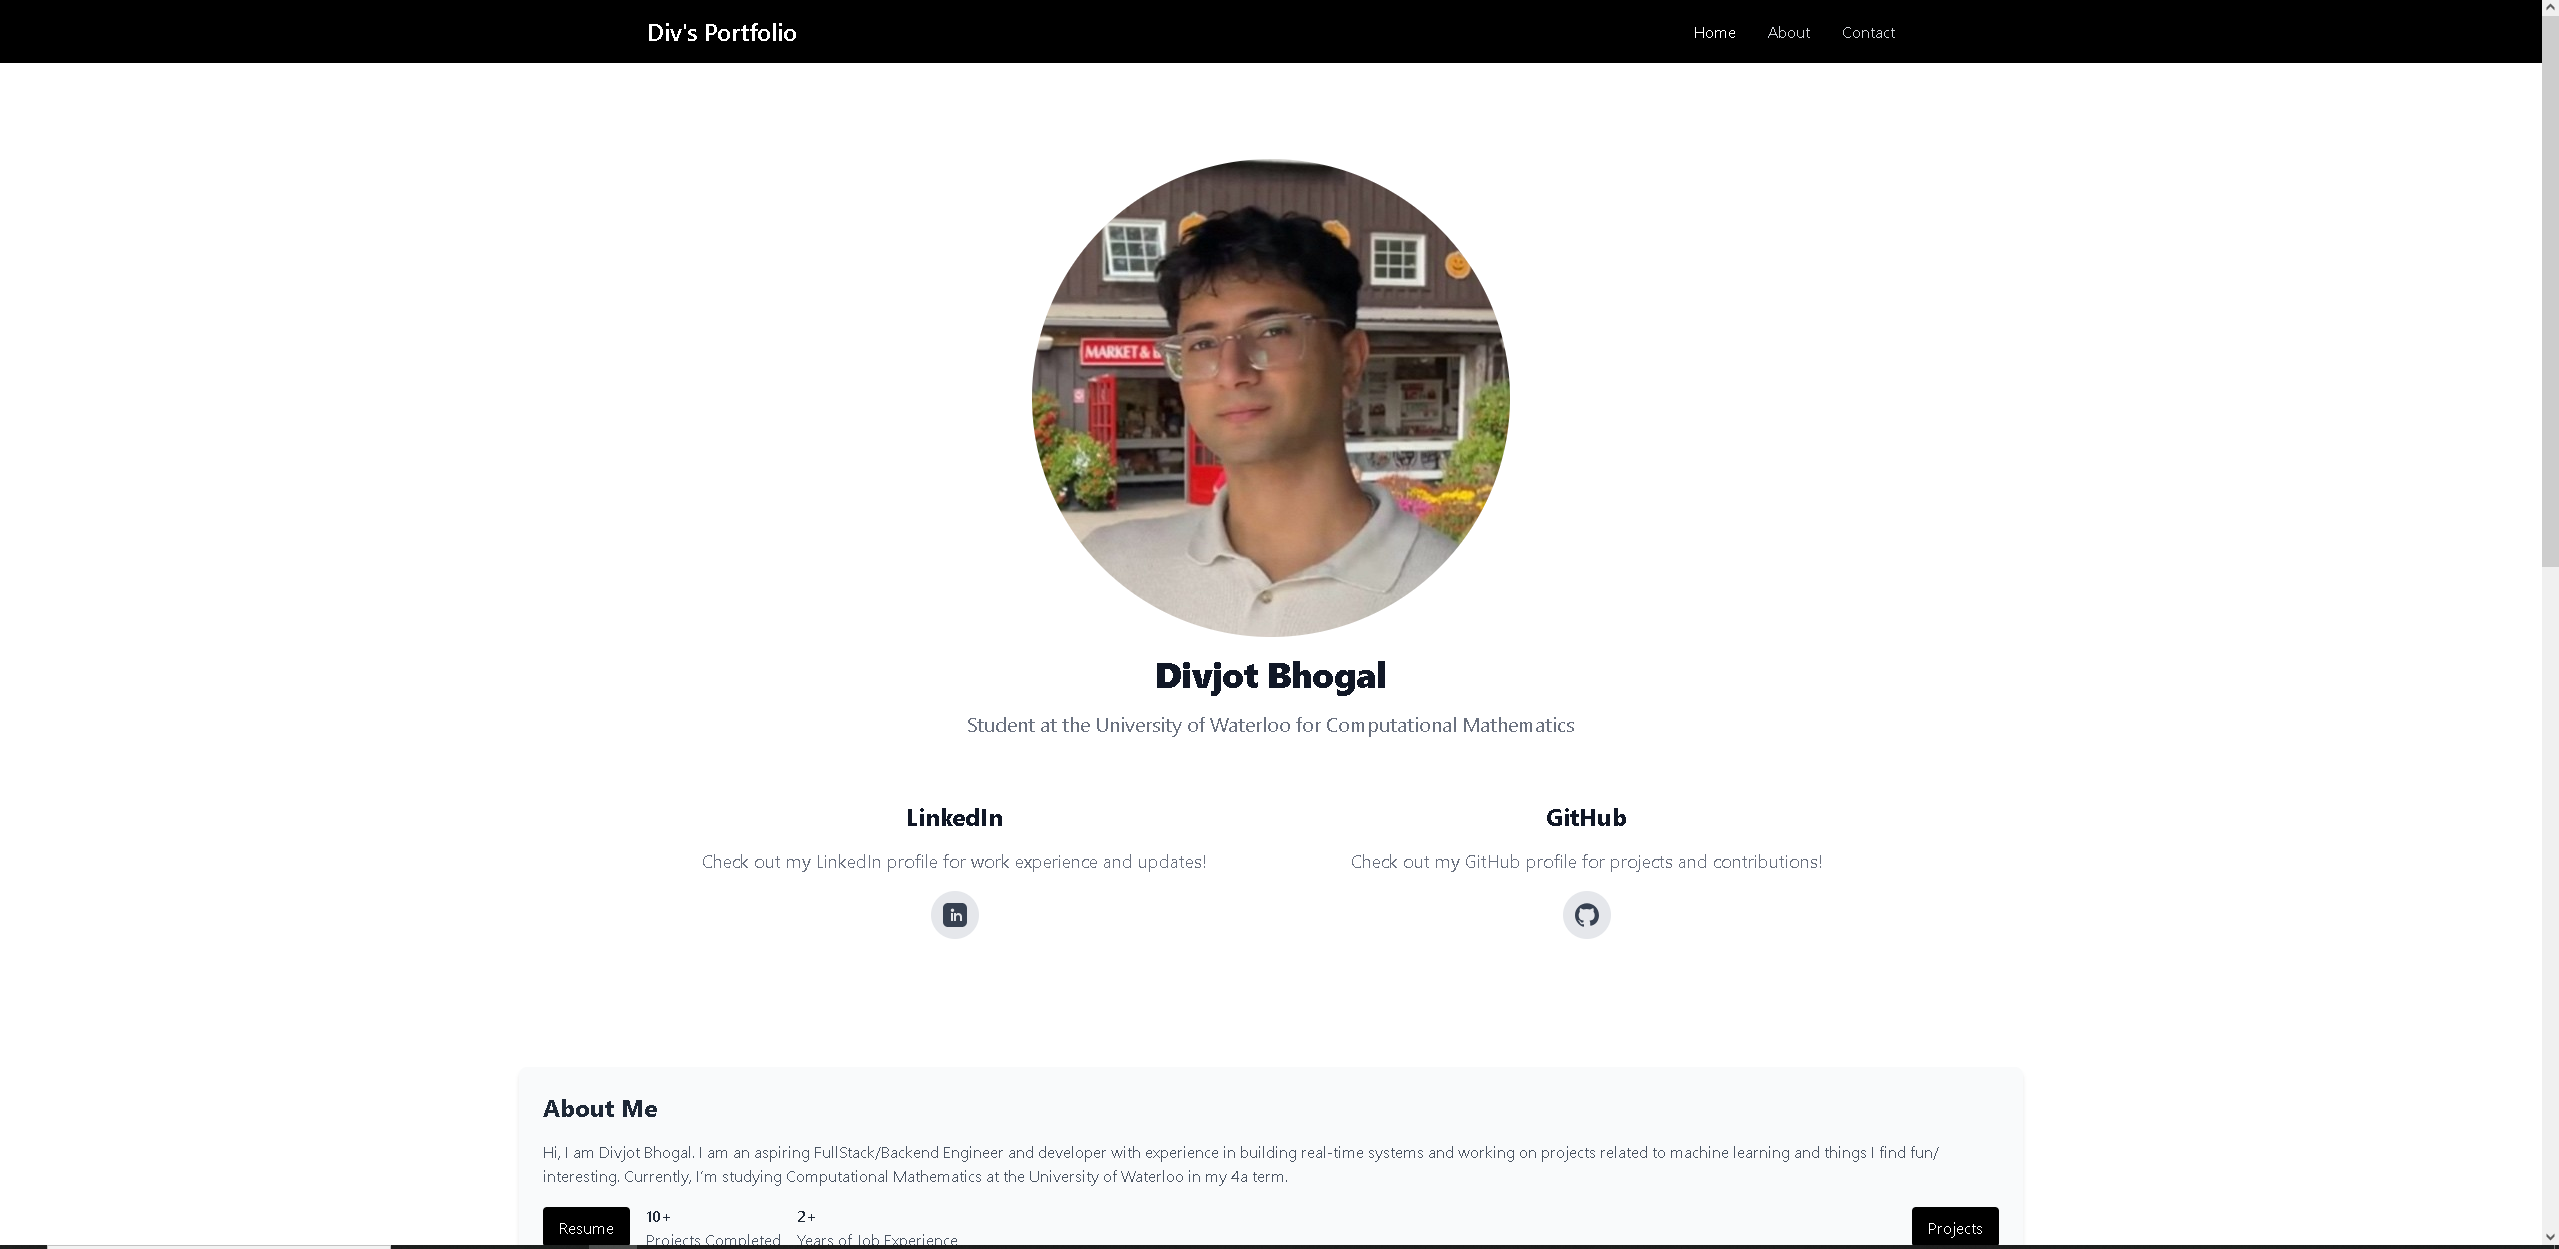 Div's Portfolio
Home About Contact
MARKET &
Divjot Bhogal
Student at the University of Waterloo for Computational Mathematics
LinkedIn
Check out my LinkedIn profile for work experience and updates!
in
GitHub
Check out my GitHub profile for projects and contributions!
About Me
Hi, I am Divjot Bhogal. I am an aspiring FullStack/Backend Engineer and developer with experience in building real-time systems and working on projects related to machine learning and things I find fun/
interesting. Currently, I'm studying Computational Mathematics at the University of Waterloo in my 4a term.
Resume
10+
Projects Completed
2+
Years of Job Experience
Projects